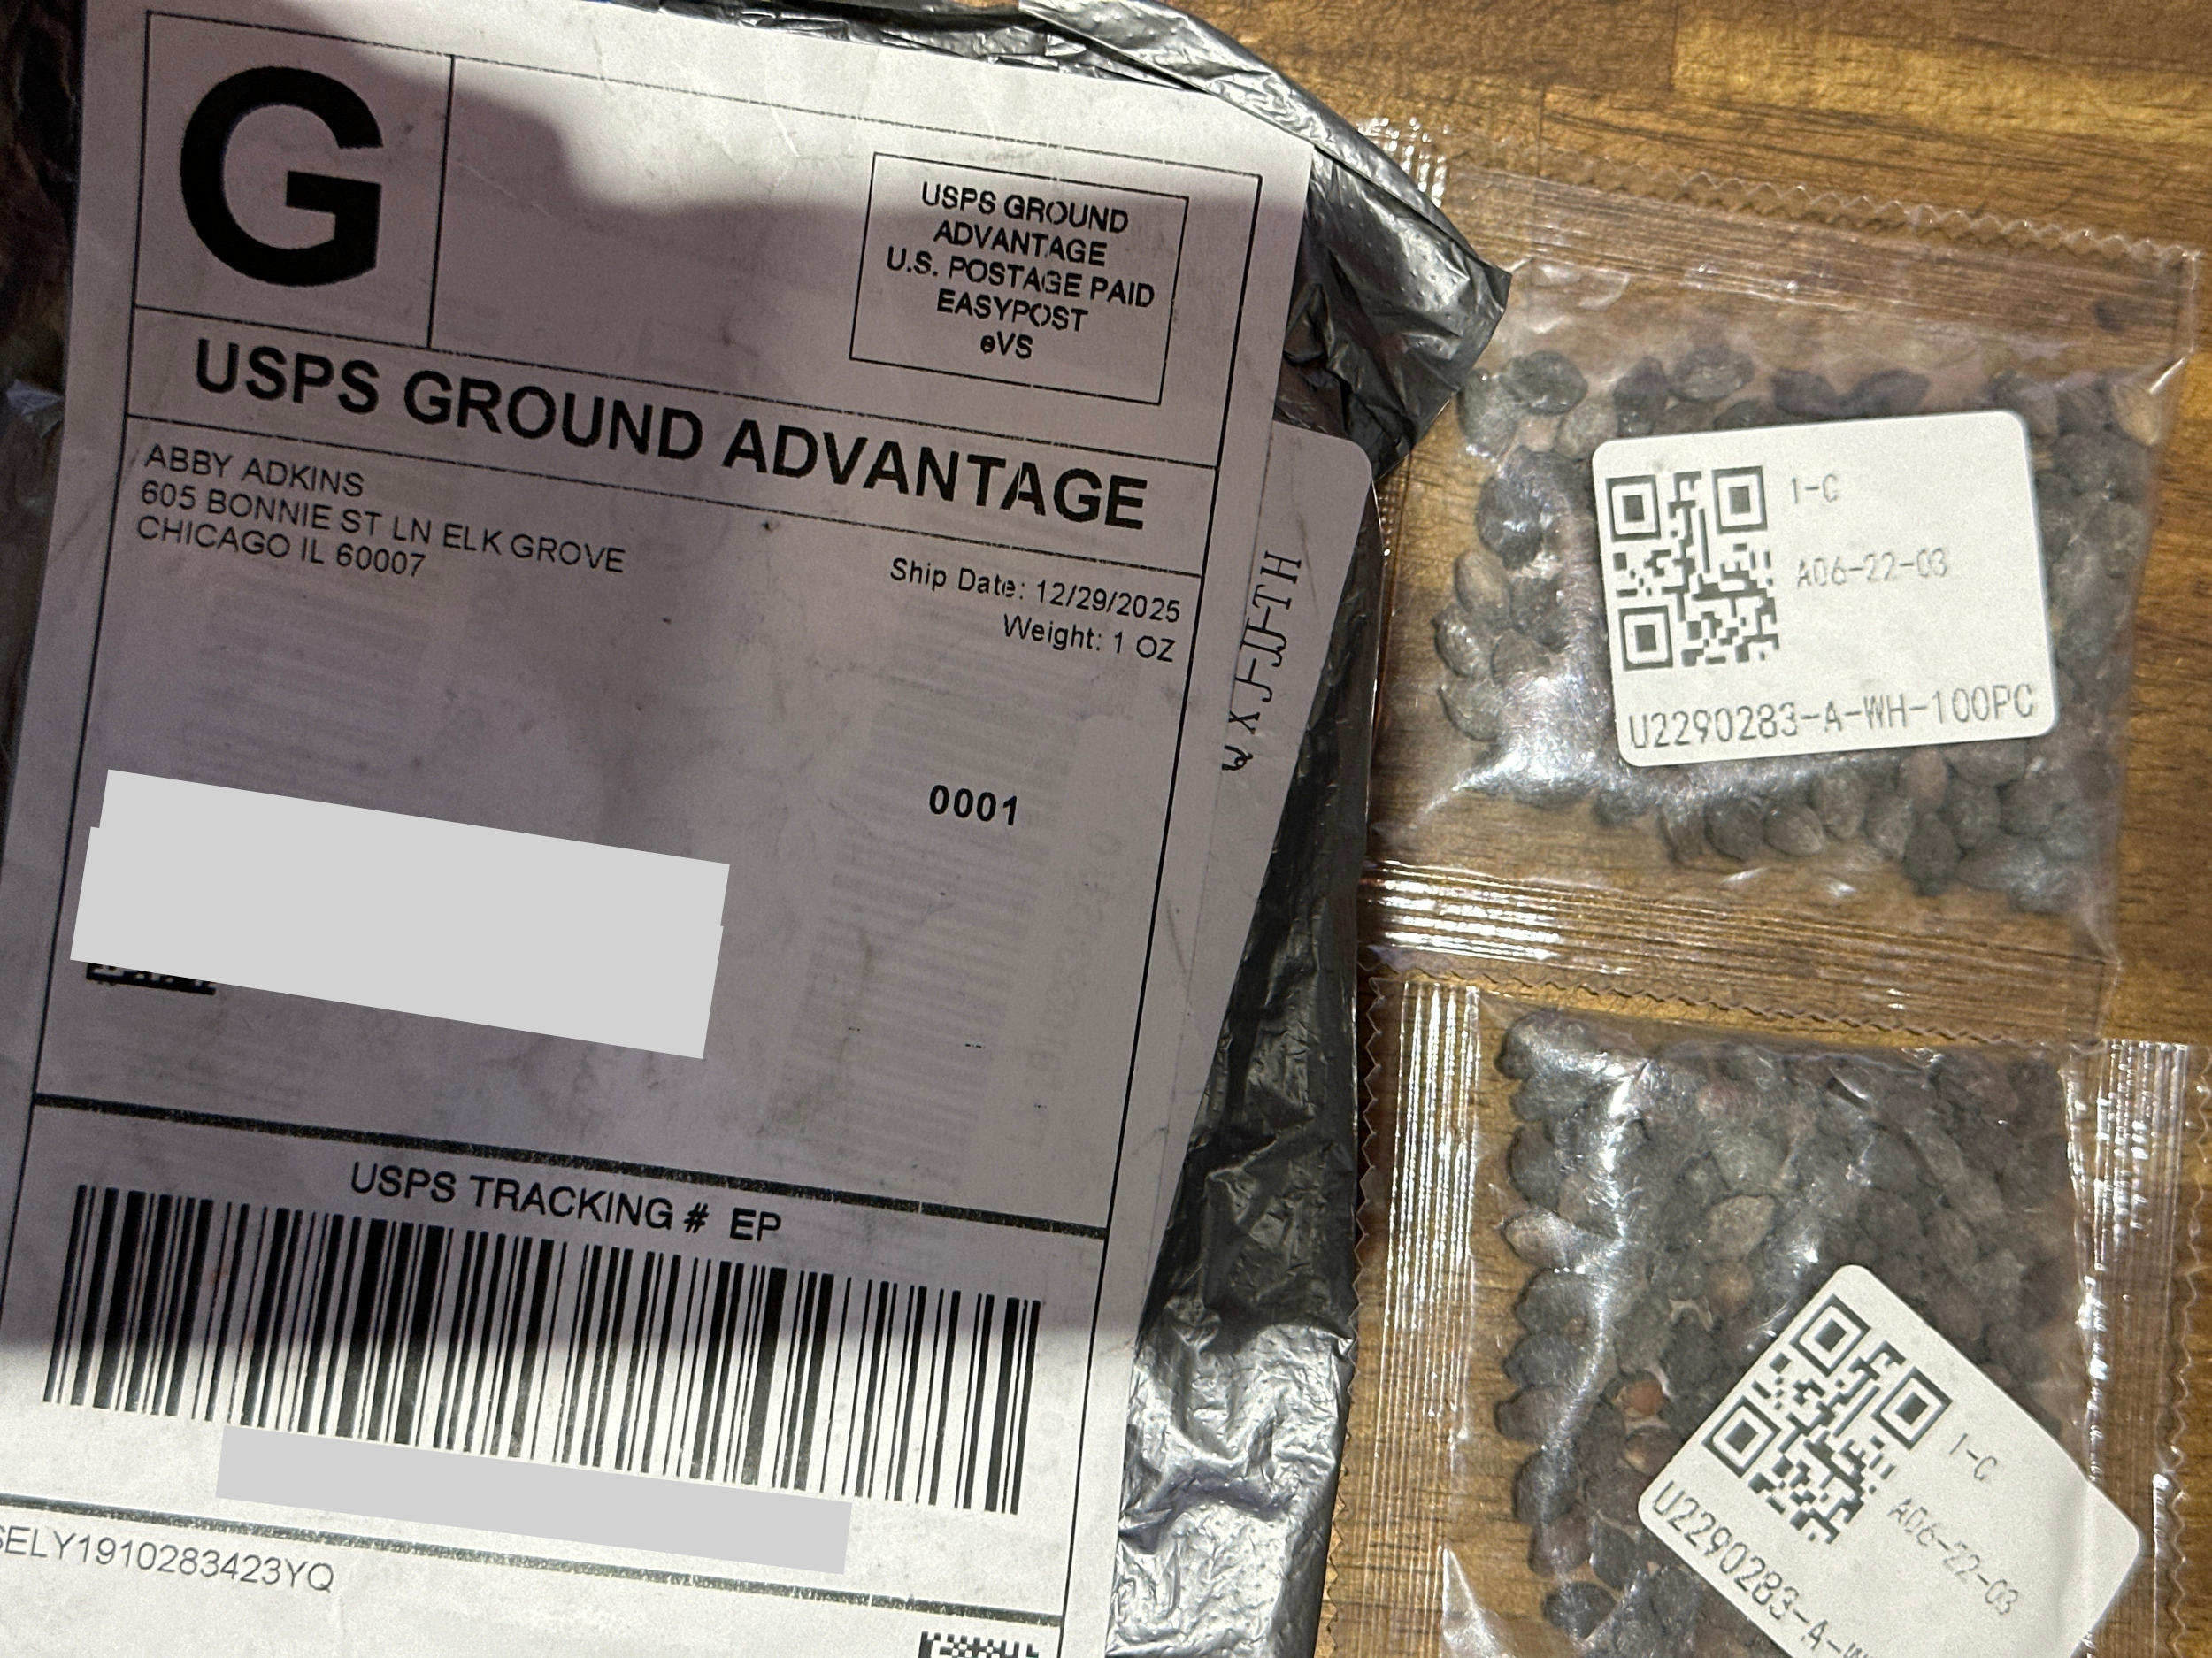 G
USPS GROUND
ADVANTAGE
U.S. POSTAGE PAID
EASYPOST
eVS
USPS GROUND ADVANTAGE
ABBY ADKINS
605 BONNIE ST LN ELK GROVE
CHICAGO IL 60007
Ship Date: 12/29/2025
Weight: 1 OZ
0001
USPS TRACKING # EP
SELY1910283423YQ
1-C
A06-22-03
U2290283-A-WH-100PC
1-C
A06-22-03
U2290283-A-W